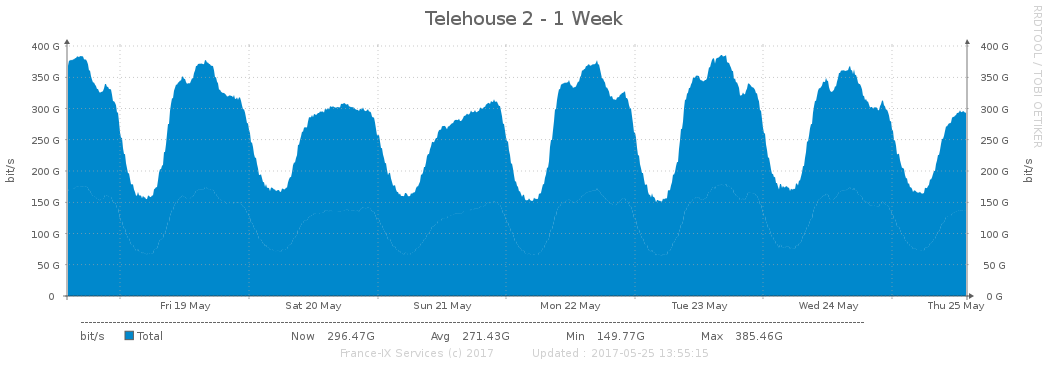 Telehouse 2 - 1 Week
RRDTOOL / TOBI OETIKER
400 G 400 G
350 G 350 G
300 G 300 G
250 G 250 G
200 G 200 G
150 G 150 G
100 G 100 G
50 G 50 G
0 0 G
bit/s
bit/s
Fri 19 May Sat 20 May Sun 21 May Mon 22 May Tue 23 May Wed 24 May Thu 25 May
bit/s Total Now 296.47G Avg 271.43G Min 149.77G Max 385.46G
France-IX Services (c) 2017 Updated : 2017-05-25 13:55:15